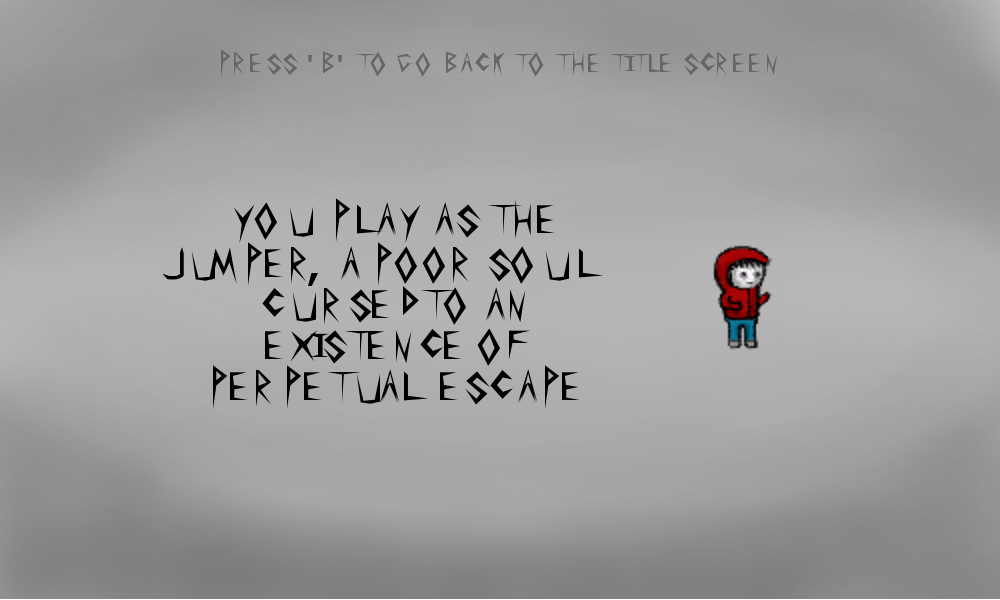 PRESS 'B' TO GO BACK TO THE TITLE SCREEN
YOU PLAY AS THE
JUMPER, A POOR SOUL
CURSED TO AN
EXISTENCE OF
PERPETUAL ESCAPE